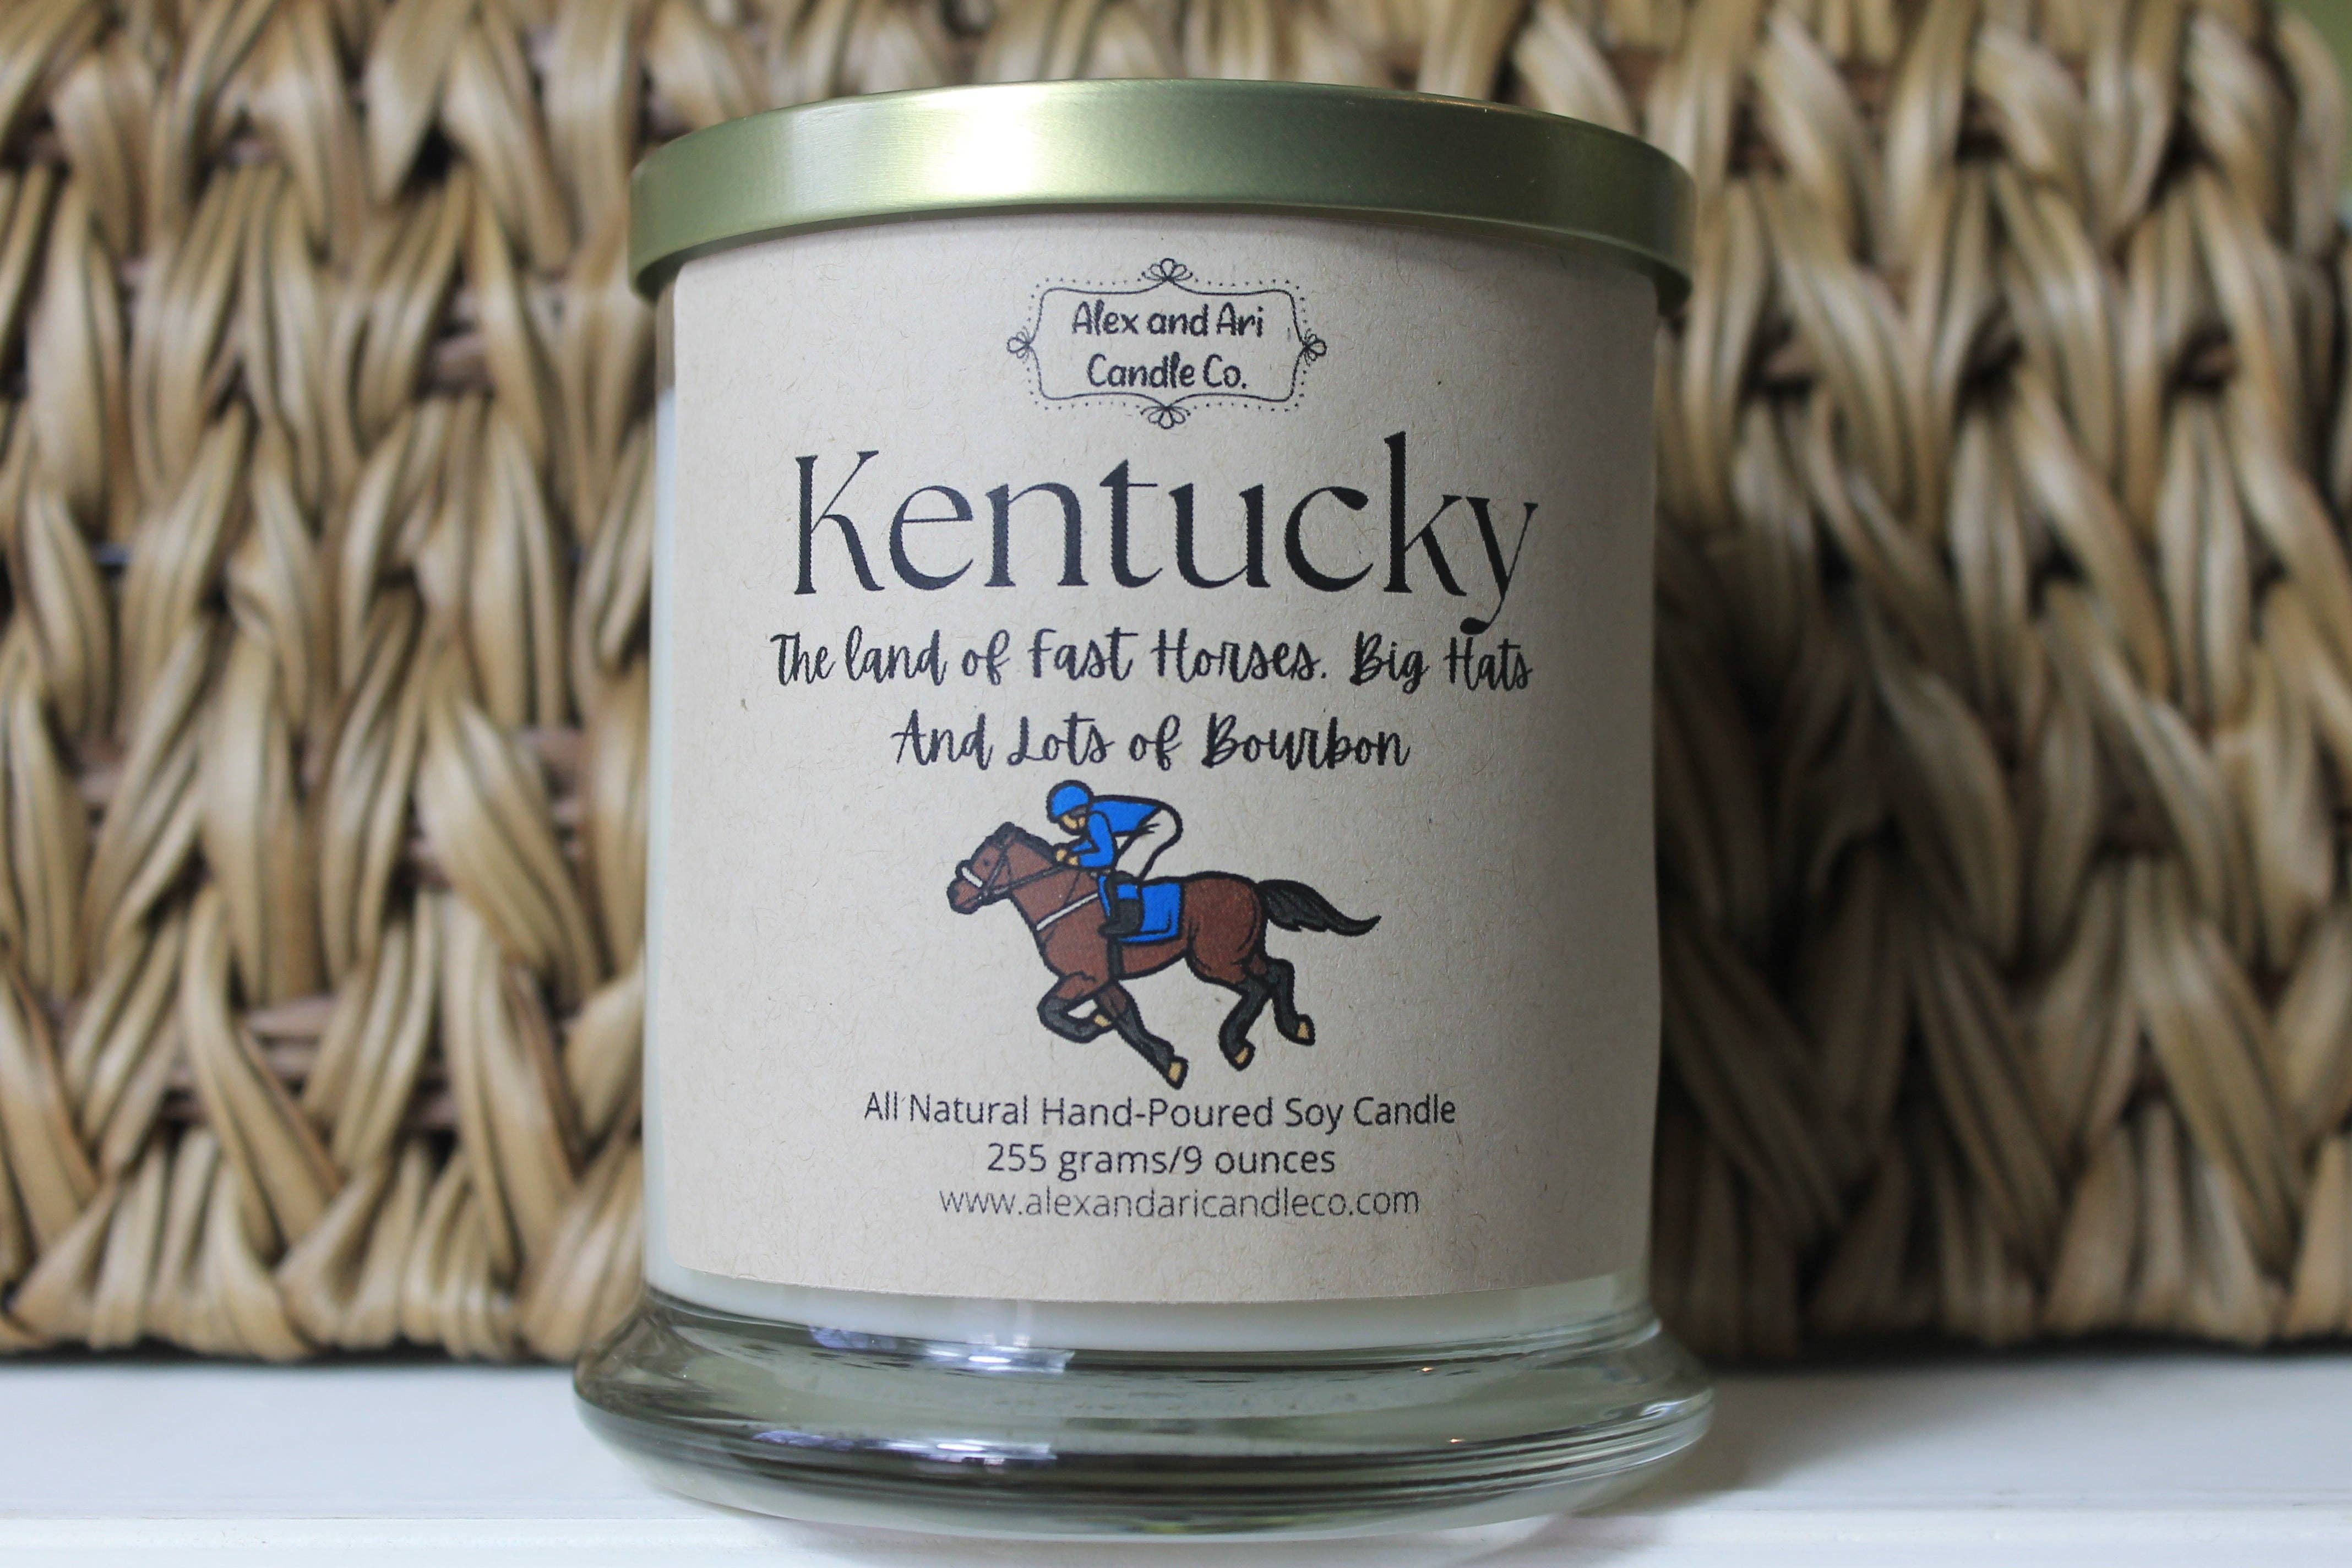 Alex and Ari
Candle Co.
Kentucky
The land of Fast Horses. Big Hats
And Lots of Bourbon
All Natural Hand-Poured Soy Candle
255 grams/9 ounces
www.alexandaricandleco.com